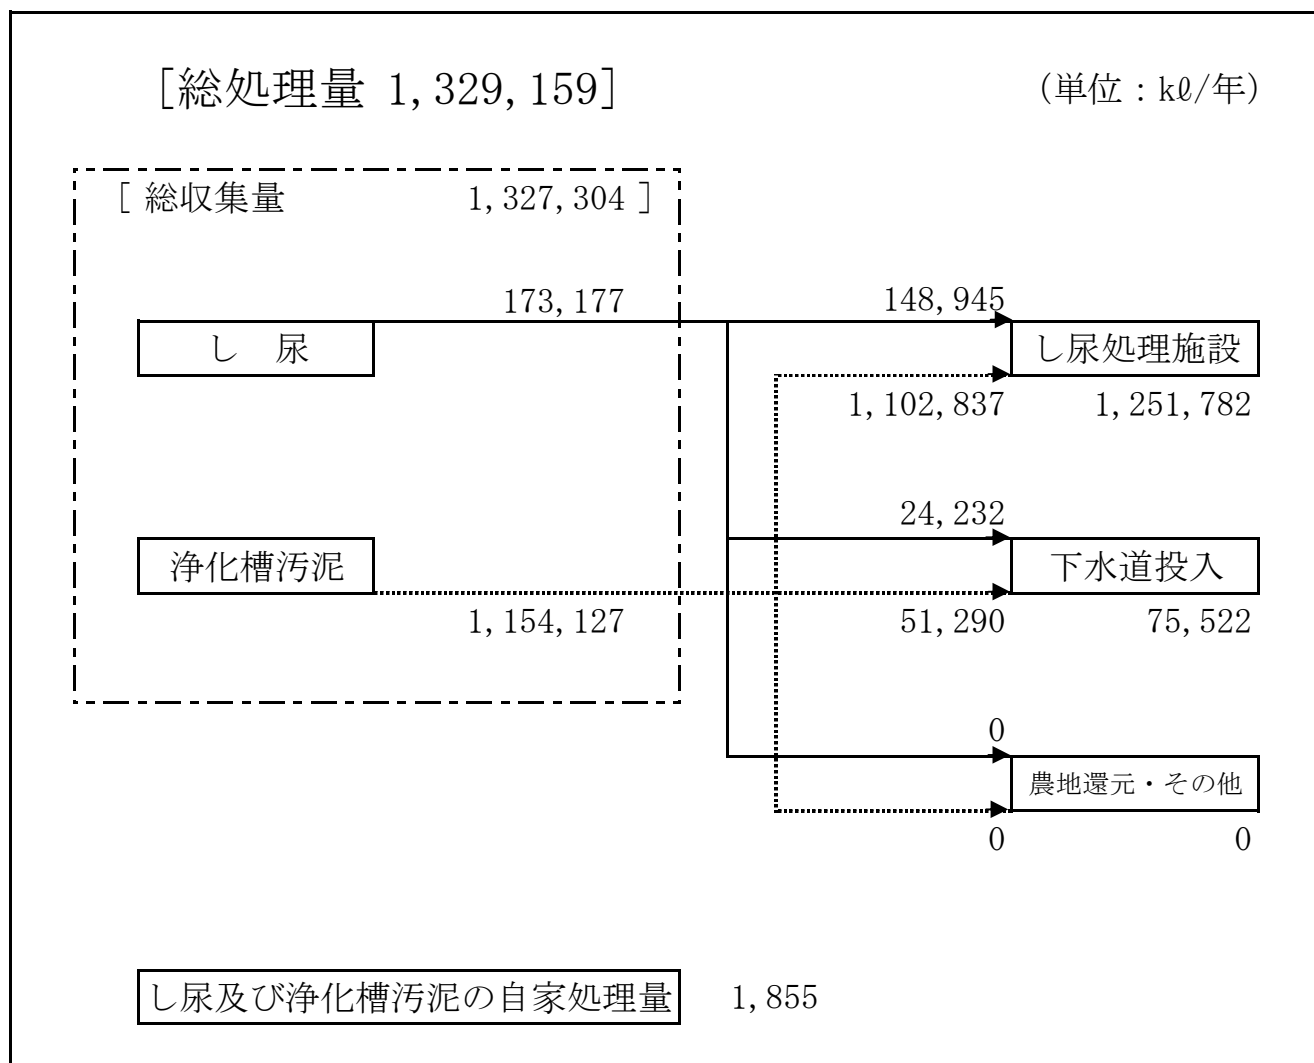 [総処理量 1,329,159]
(単位：kℓ/年)
[ 総収集量 1,327,304 ]
173,177
148,945
し 尿
し尿処理施設
1,102,837
1,251,782
24,232
浄化槽汚泥
下水道投入
1,154,127
51,290
75,522
0
農地還元・その他
0
0
し尿及び浄化槽汚泥の自家処理量
1,855